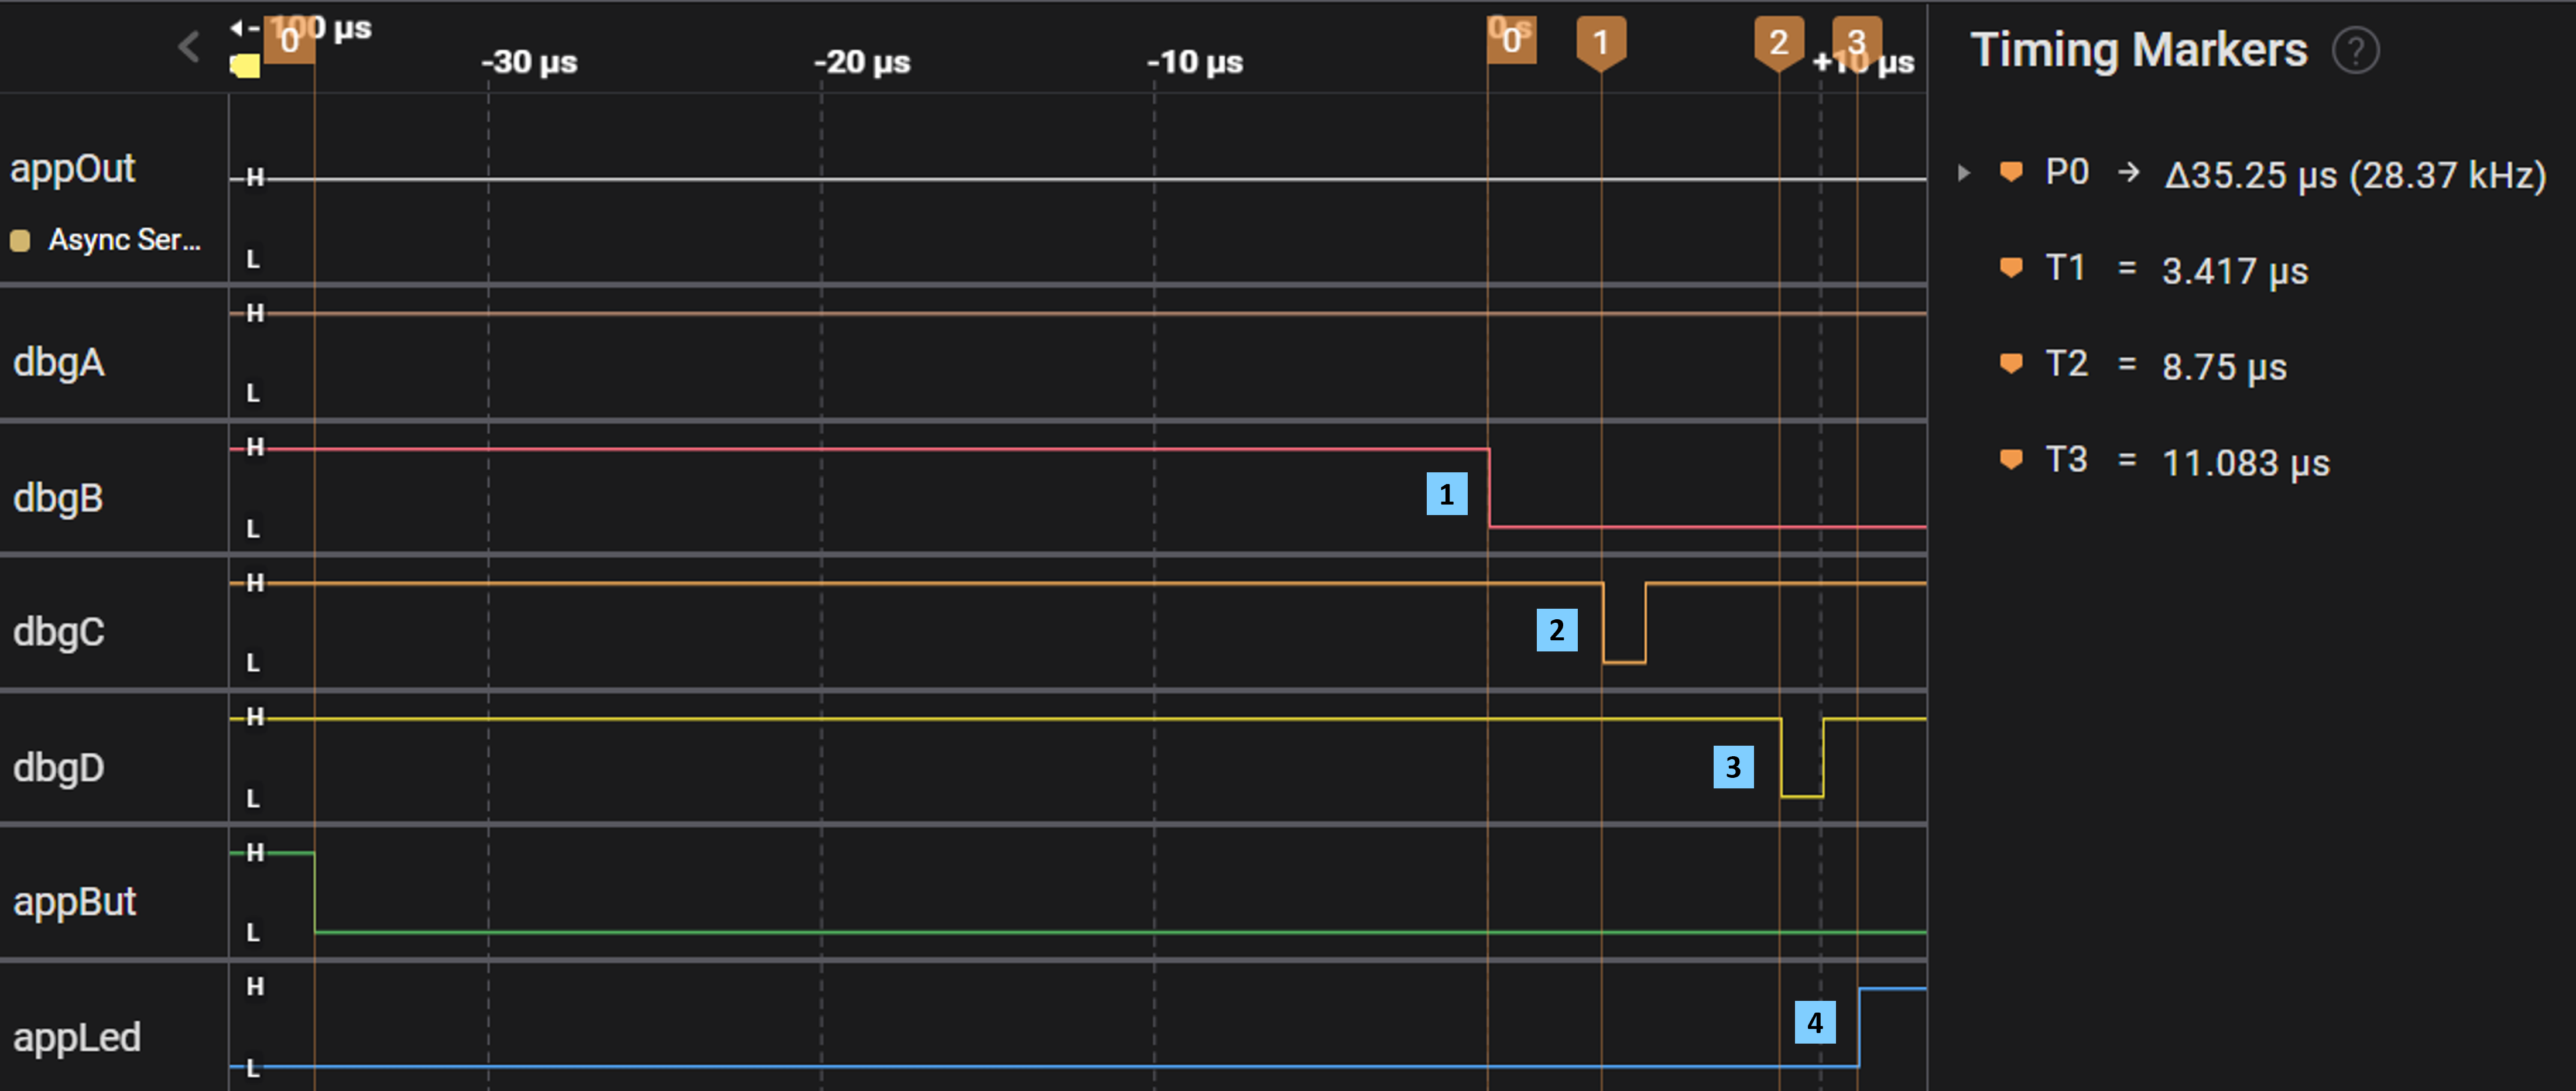 -100 µs
0
-30 µs
-20 µs
-10 µs
0 s
0
1
2
3
+10 µs
Timing Markers ?
appOut
H
L
Async Ser...
P0 → Δ35.25 µs (28.37 kHz)
T1 = 3.417 µs
T2 = 8.75 µs
T3 = 11.083 µs
dbgA
H
L
dbgB
H
L
1
dbgC
H
L
2
dbgD
H
L
3
appBut
H
L
appLed
H
L
4